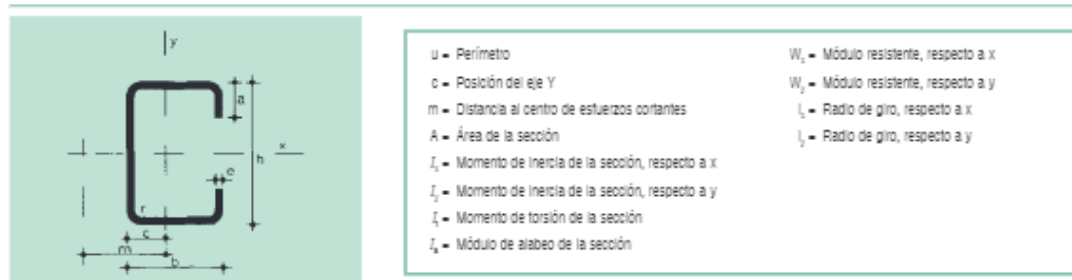 y
a
x
h
e
r
c
m
b
u = Perímetro
c = Posición del eje Y
m = Distancia al centro de esfuerzos cortantes
A = Área de la sección
Iₓ = Momento de Inercia de la sección, respecto a x
Iᵧ = Momento de Inercia de la sección, respecto a y
Iₜ = Momento de torsión de la sección
= Módulo de alabeo de la sección
Wₓ = Módulo resistente, respecto a x
Wᵧ = Módulo resistente, respecto a y
iₓ = Radio de giro, respecto a x
iᵧ = Radio de giro, respecto a y